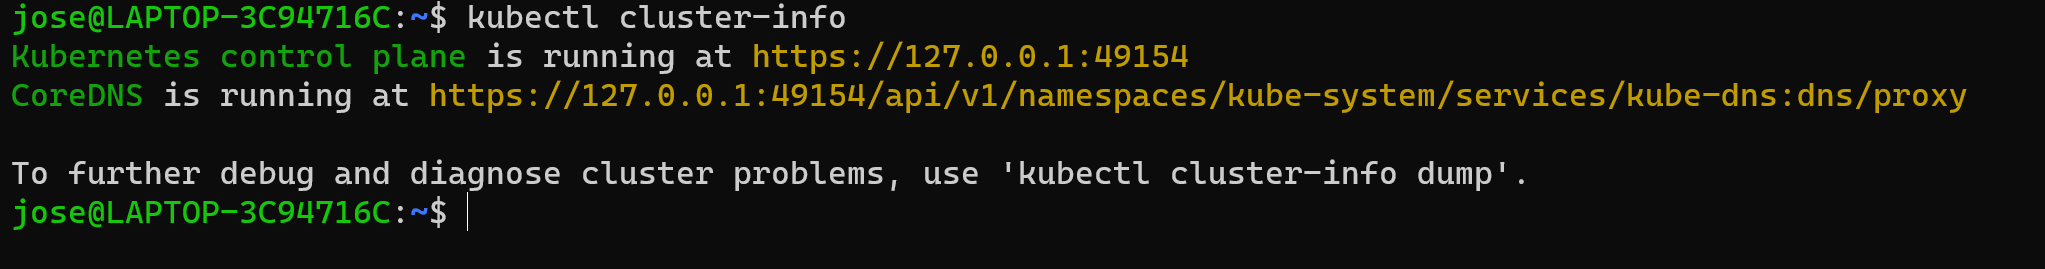 jose@LAPTOP-3C94716C:~$ kubectl cluster-info
Kubernetes control plane is running at https://127.0.0.1:49154
CoreDNS is running at https://127.0.0.1:49154/api/v1/namespaces/kube-system/services/kube-dns:dns/proxy
To further debug and diagnose cluster problems, use 'kubectl cluster-info dump'.
jose@LAPTOP-3C94716C:~$